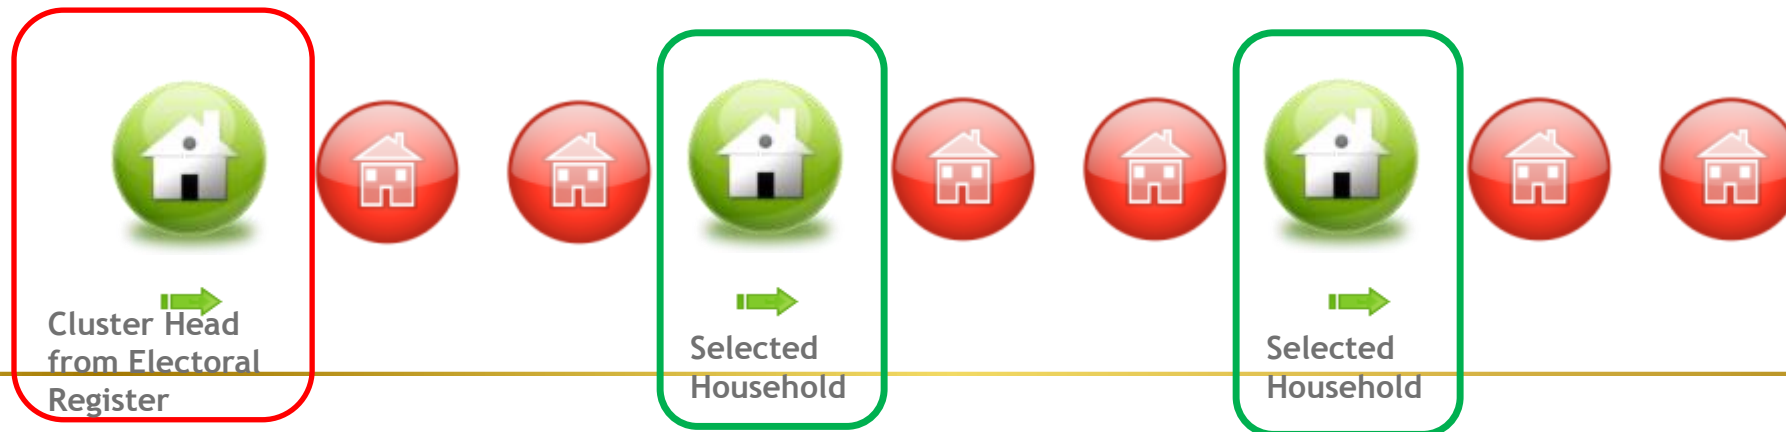 Cluster Head
from Electoral
Register
Selected
Household
Selected
Household